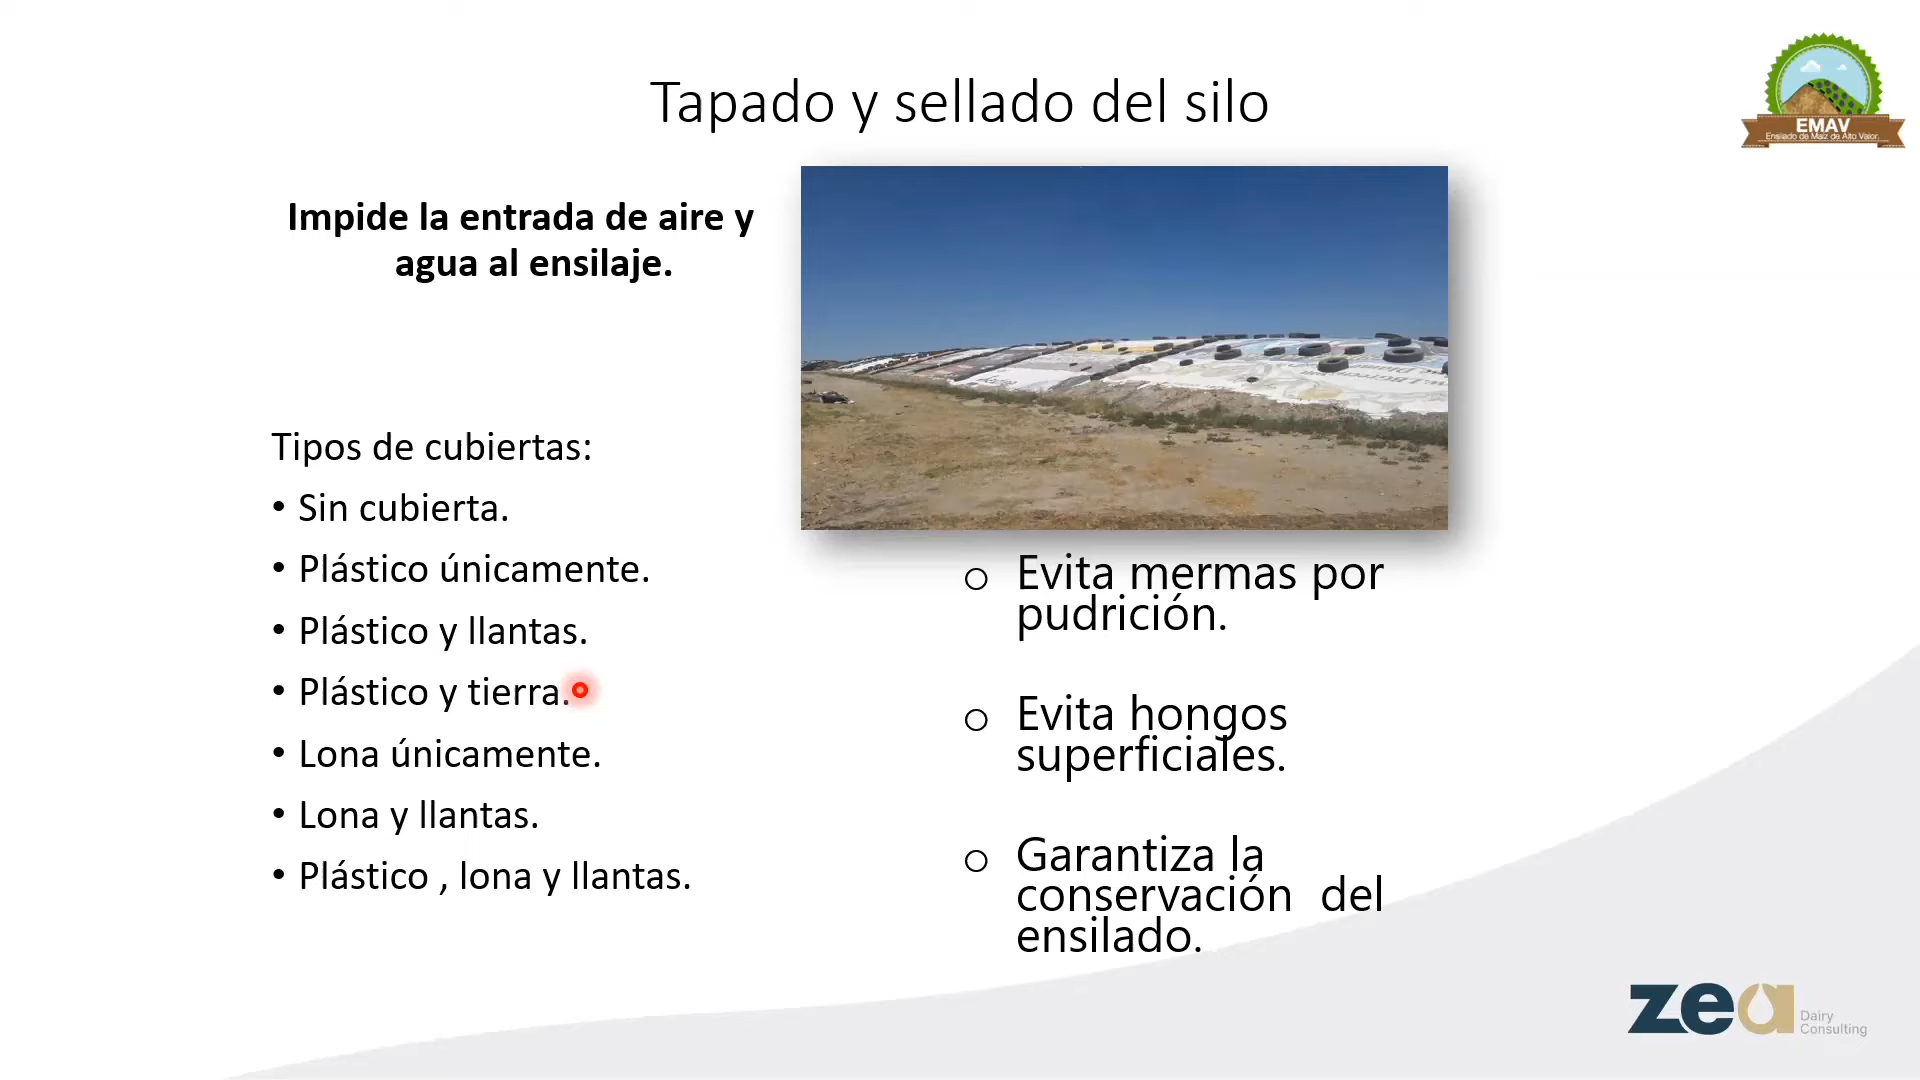 Tapado y sellado del silo
EMAV
Ensilado de Maíz de Alto Valor.
Impide la entrada de aire y
agua al ensilaje.
Tipos de cubiertas:
• Sin cubierta.
• Plástico únicamente.
• Plástico y llantas.
• Plástico y tierra.
• Lona únicamente.
• Lona y llantas.
• Plástico , lona y llantas.
o Evita mermas por
pudrición.
o Evita hongos
superficiales.
o Garantiza la
conservación del
ensilado.
zea Dairy
Consulting